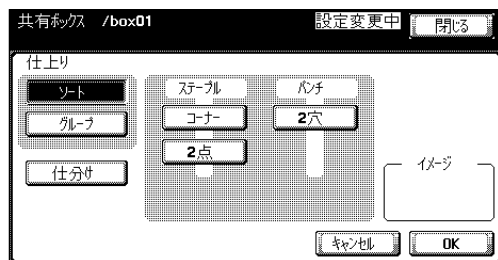 共有ﾎﾞｯｸｽ /box01 設定変更中 閉じる
仕上り
ｿｰﾄ ｽﾃｰﾌﾟﾙ ﾊﾟﾝﾁ
ｸﾞﾙｰﾌﾟ ｺｰﾅｰ 2穴
2点
仕分け ｲﾒｰｼﾞ
ｷｬﾝｾﾙ OK